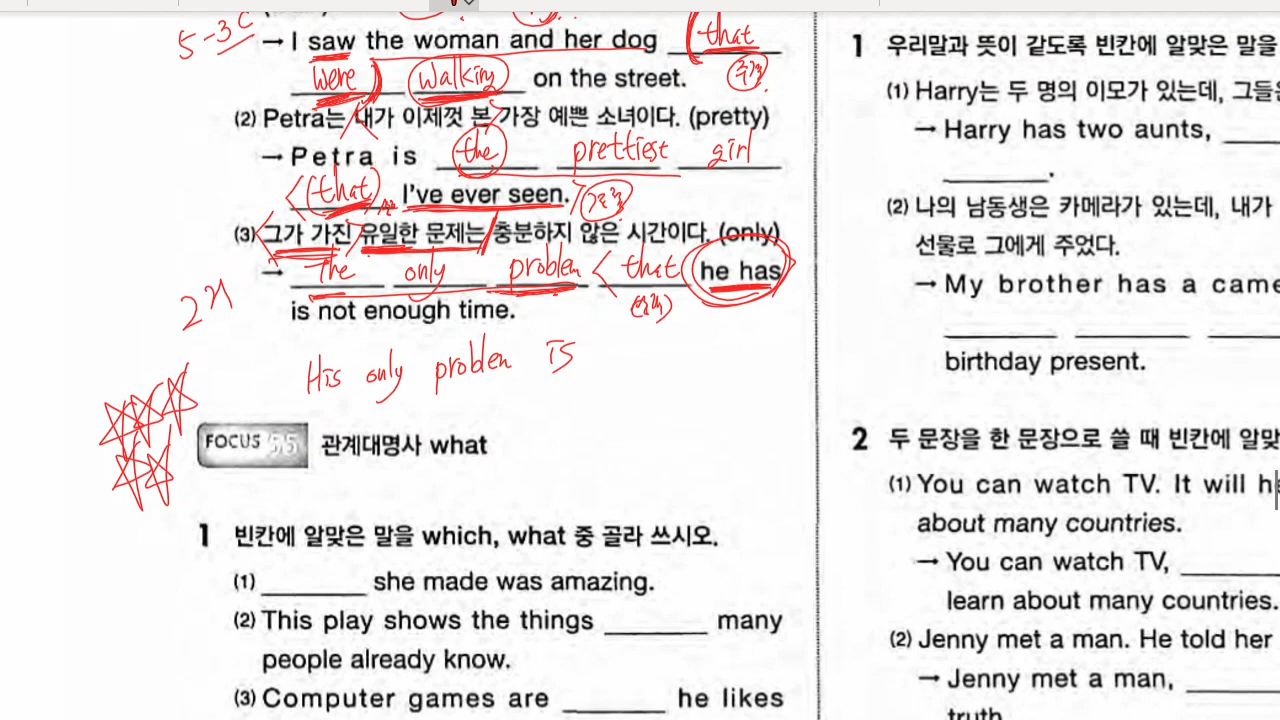 5-3c
→ I saw the woman and her dog that
were walking on the street.
주격
(2) Petra는 내가 이제껏 본 가장 예쁜 소녀이다. (pretty)
→ Petra is the prettiest girl
(that) I've ever seen.
(3) 그가 가진 유일한 문제는 충분하지 않은 시간이다. (only)
→ The only problem that he has
is not enough time.
His only problem is
FOCUS 55 관계대명사 what
1 빈칸에 알맞은 말을 which, what 중 골라 쓰시오.
(1) ________ she made was amazing.
(2) This play shows the things ________ many
people already know.
(3) Computer games are ________ he likes
1 우리말과 뜻이 같도록 빈칸에 알맞은 말을
(1) Harry는 두 명의 이모가 있는데, 그들은
→ Harry has two aunts, ____
________.
(2) 나의 남동생은 카메라가 있는데, 내가
선물로 그에게 주었다.
→ My brother has a came
________ ________ ________
birthday present.
2 두 문장을 한 문장으로 쓸 때 빈칸에 알맞
(1) You can watch TV. It will h
about many countries.
→ You can watch TV, ________
learn about many countries.
(2) Jenny met a man. He told her
→ Jenny met a man, ________
truth